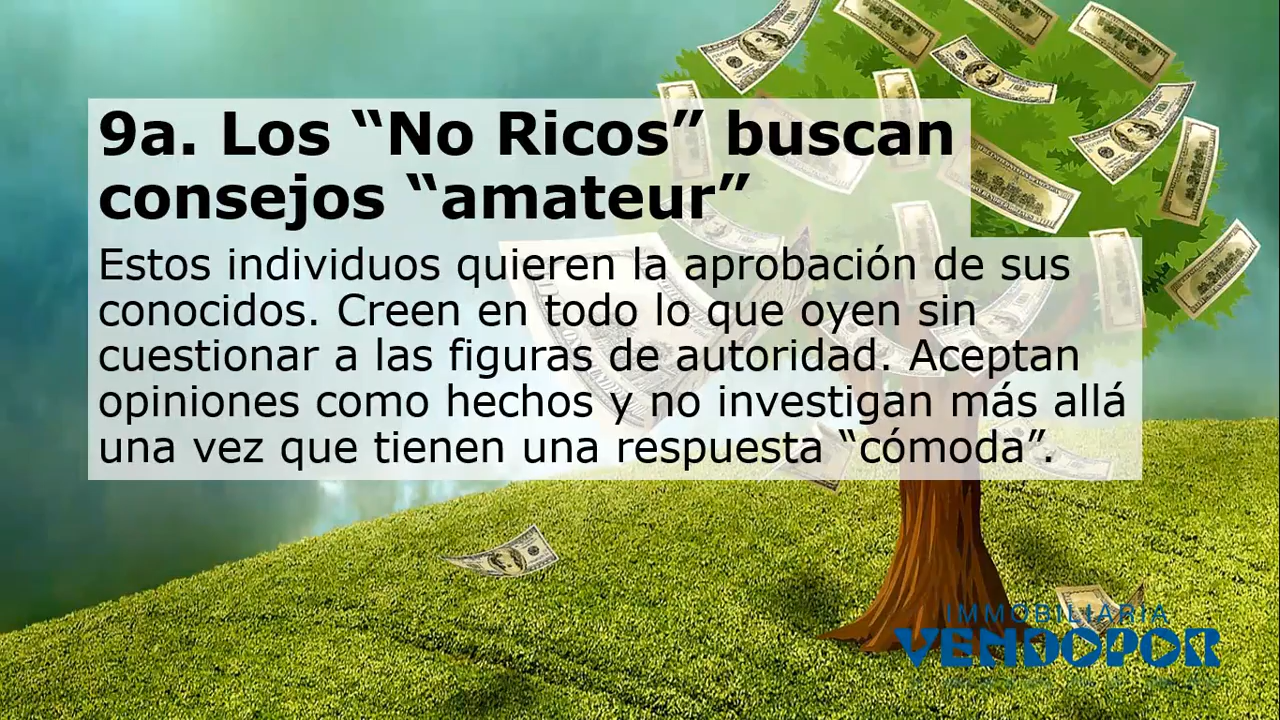 9a. Los “No Ricos” buscan
consejos “amateur”
Estos individuos quieren la aprobación de sus
conocidos. Creen en todo lo que oyen sin
cuestionar a las figuras de autoridad. Aceptan
opiniones como hechos y no investigan más allá
una vez que tienen una respuesta “cómoda”.
IMMOBILIARIA
VENDOPOR